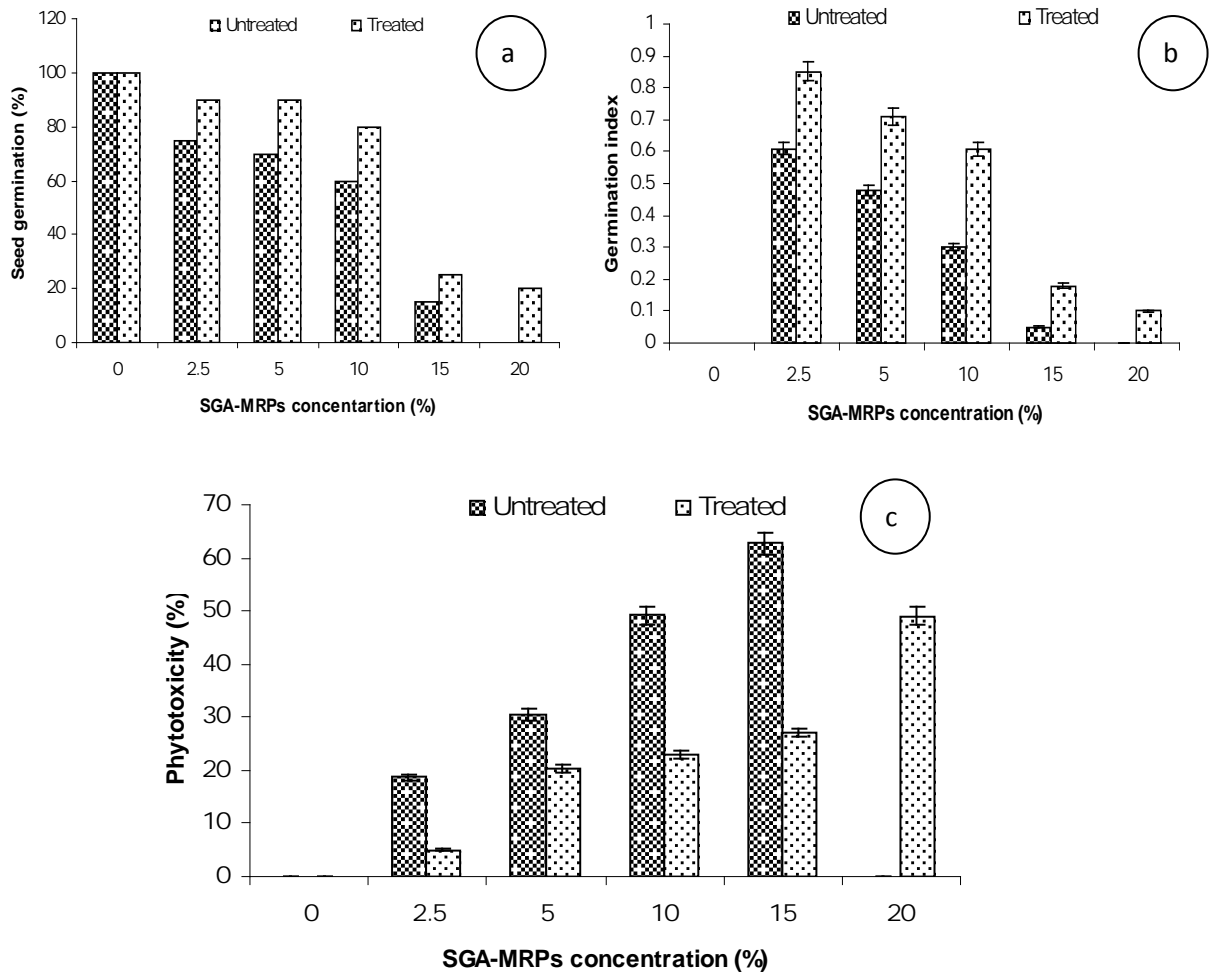 Untreated Treated
a
120
100
80
60
40
20
0
Seed germination (%)
0 2.5 5 10 15 20
SGA-MRPs concentartion (%)
Untreated Treated
b
1
0.9
0.8
0.7
0.6
0.5
0.4
0.3
0.2
0.1
0
Germination index
0 2.5 5 10 15 20
SGA-MRPs concentration (%)
Untreated Treated
c
70
60
50
40
30
20
10
0
Phytotoxicity (%)
0 2.5 5 10 15 20
SGA-MRPs concentration (%)